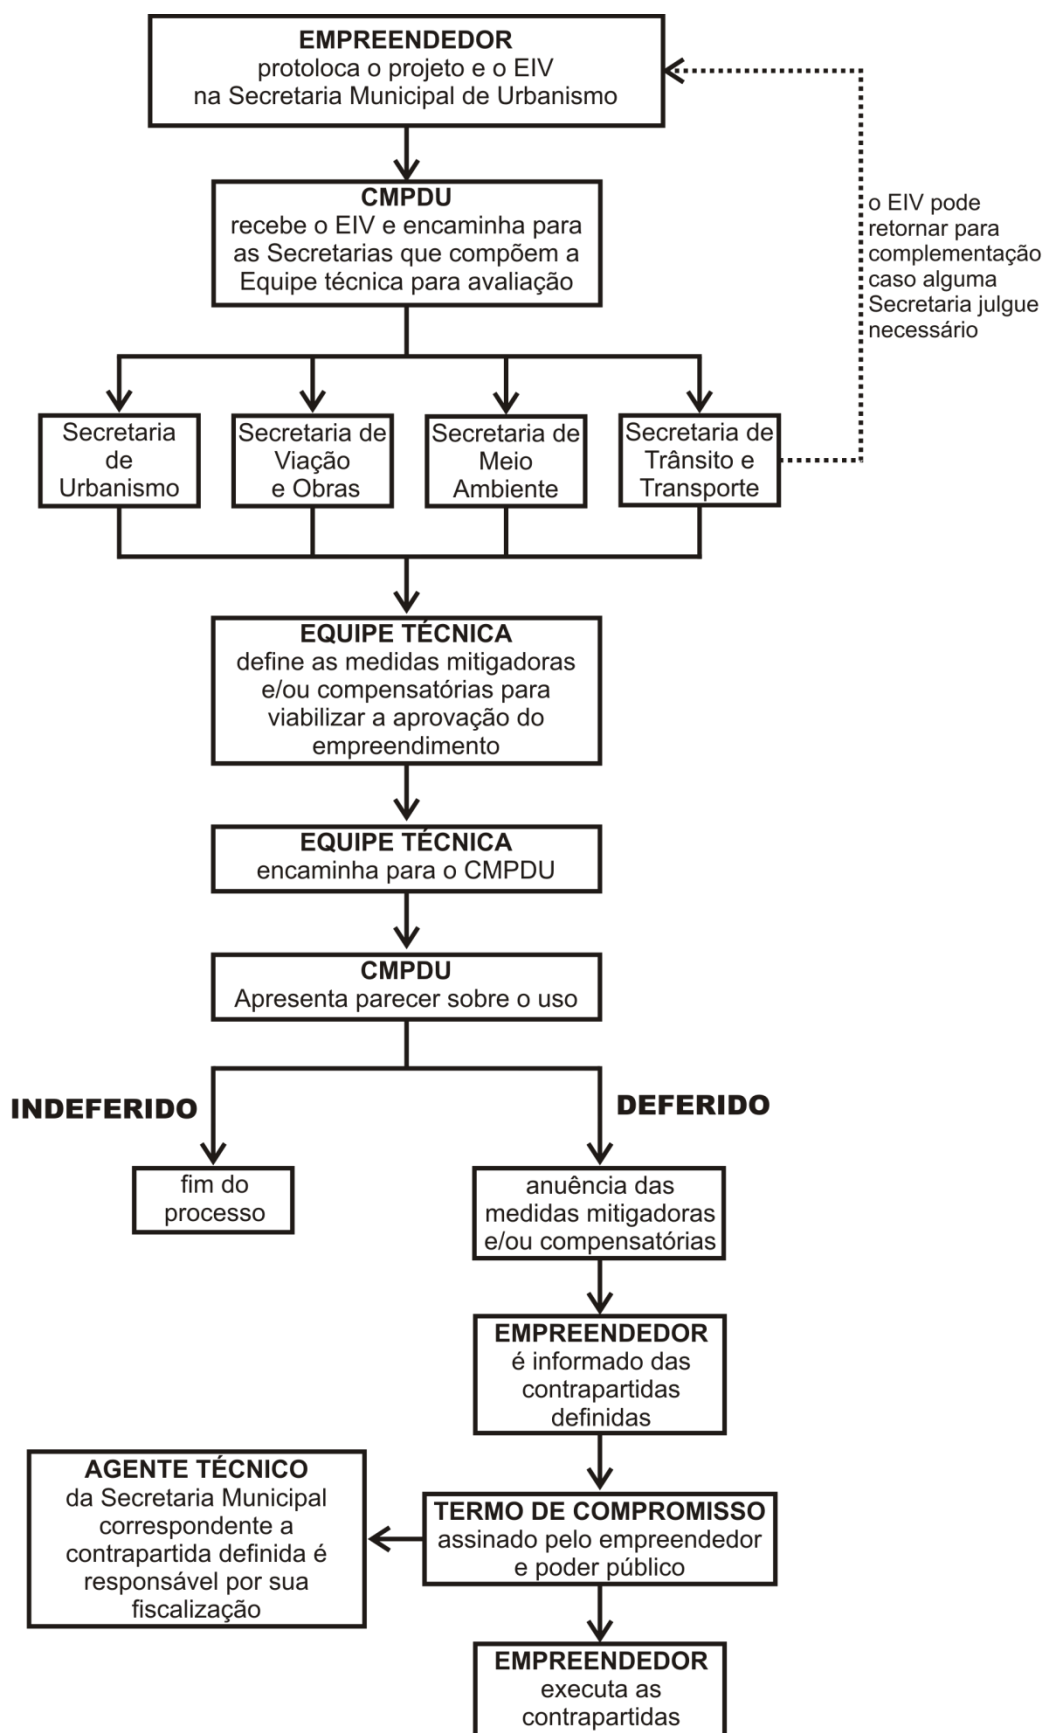 EMPREENDEDOR
protoloca o projeto e o EIV
na Secretaria Municipal de Urbanismo
CMPDU
recebe o EIV e encaminha para
as Secretarias que compõem a
Equipe técnica para avaliação
o EIV pode
retornar para
complementação
caso alguma
Secretaria julgue
necessário
Secretaria
de
Urbanismo
Secretaria de
Viação
e Obras
Secretaria de
Meio
Ambiente
Secretaria de
Trânsito e
Transporte
EQUIPE TÉCNICA
define as medidas mitigadoras
e/ou compensatórias para
viabilizar a aprovação do
empreendimento
EQUIPE TÉCNICA
encaminha para o CMPDU
CMPDU
Apresenta parecer sobre o uso
INDEFERIDO
DEFERIDO
fim do
processo
anuência das
medidas mitigadoras
e/ou compensatórias
EMPREENDEDOR
é informado das
contrapartidas
definidas
AGENTE TÉCNICO
da Secretaria Municipal
correspondente a
contrapartida definida é
responsável por sua
fiscalização
TERMO DE COMPROMISSO
assinado pelo empreendedor
e poder público
EMPREENDEDOR
executa as
contrapartidas